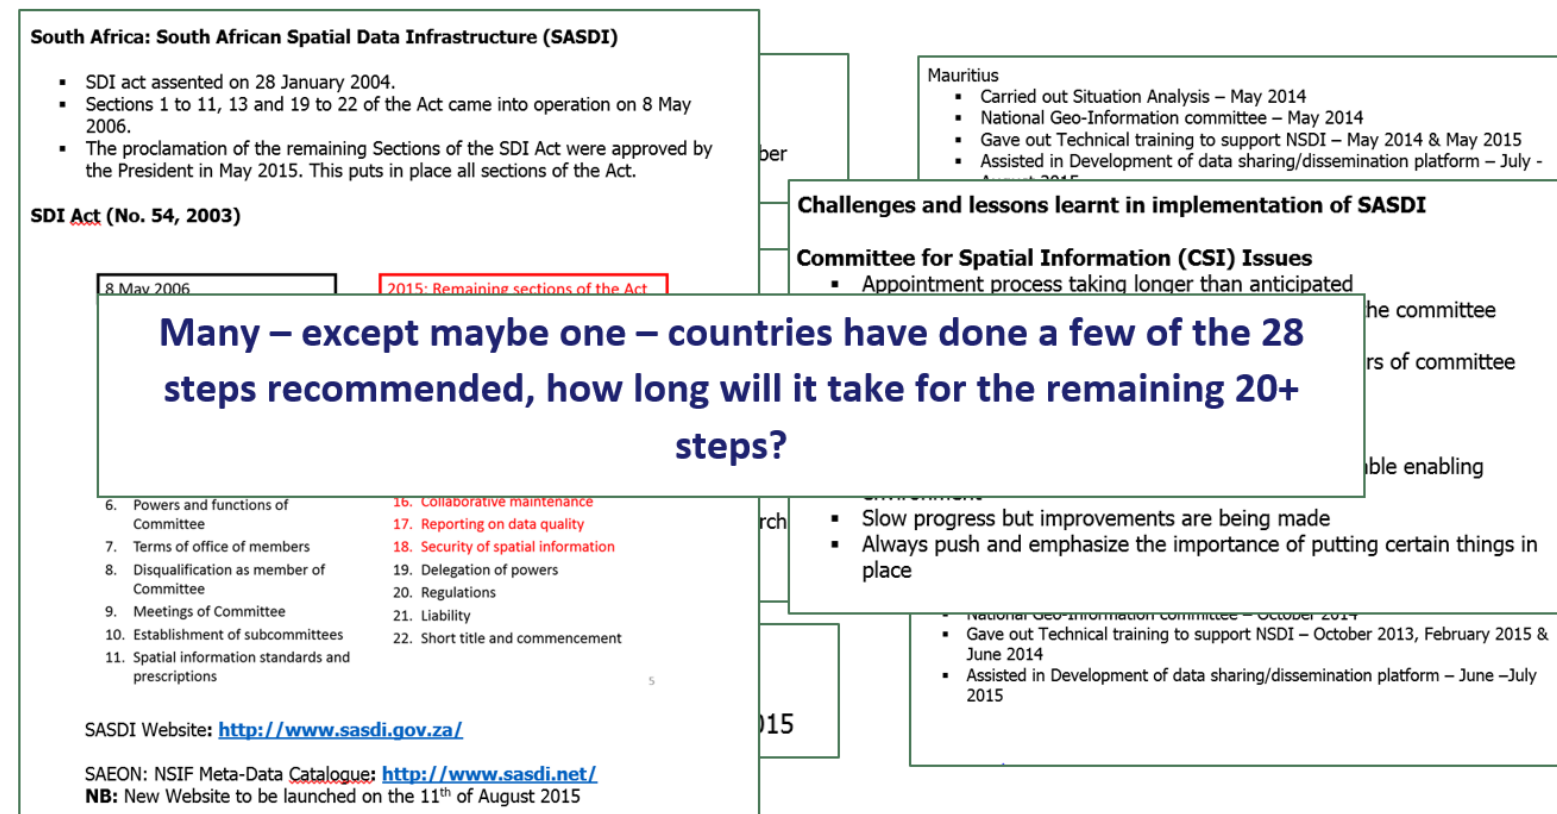 South Africa: South African Spatial Data Infrastructure (SASDI)
▪ SDI act assented on 28 January 2004.
▪ Sections 1 to 11, 13 and 19 to 22 of the Act came into operation on 8 May
2006.
▪ The proclamation of the remaining Sections of the SDI Act were approved by
the President in May 2015. This puts in place all sections of the Act.
SDI Act (No. 54, 2003)
8 May 2006
2015: Remaining sections of the Act
Many – except maybe one – countries have done a few of the 28
steps recommended, how long will it take for the remaining 20+
steps?
6. Powers and functions of
Committee
7. Terms of office of members
8. Disqualification as member of
Committee
9. Meetings of Committee
10. Establishment of subcommittees
11. Spatial information standards and
prescriptions
16. Collaborative maintenance
17. Reporting on data quality
18. Security of spatial information
19. Delegation of powers
20. Regulations
21. Liability
22. Short title and commencement
5
SASDI Website: http://www.sasdi.gov.za/
SAEON: NSIF Meta-Data Catalogue: http://www.sasdi.net/
NB: New Website to be launched on the 11th of August 2015
ber
rch
15
Mauritius
▪ Carried out Situation Analysis – May 2014
▪ National Geo-Information committee – May 2014
▪ Gave out Technical training to support NSDI – May 2014 & May 2015
▪ Assisted in Development of data sharing/dissemination platform – July -
August 2015
Challenges and lessons learnt in implementation of SASDI
Committee for Spatial Information (CSI) Issues
▪ Appointment process taking longer than anticipated
he committee
rs of committee
ble enabling
environment
▪ Slow progress but improvements are being made
▪ Always push and emphasize the importance of putting certain things in
place
▪ National Geo-Information committee – October 2014
▪ Gave out Technical training to support NSDI – October 2013, February 2015 &
June 2014
▪ Assisted in Development of data sharing/dissemination platform – June –July
2015